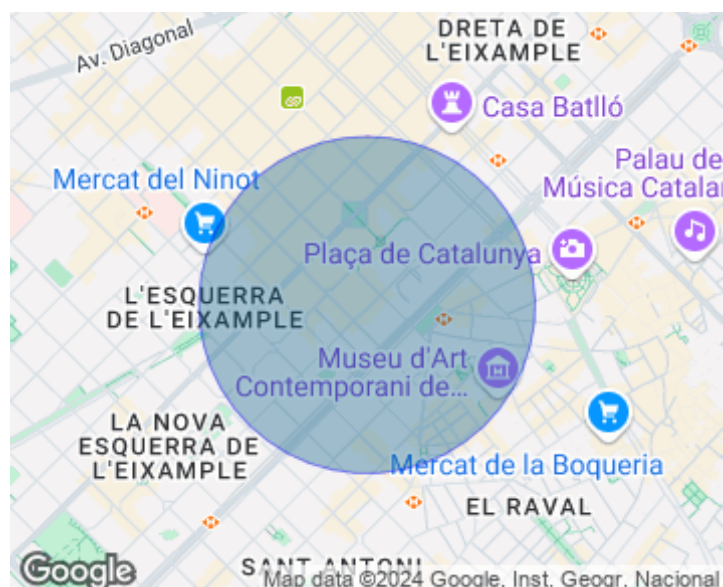 DRETA DE
L'EIXAMPLE
Av. Diagonal
Casa Batlló
Palau de
Música Catalan
Mercat del Ninot
Plaça de Catalunya
L'ESQUERRA
DE L'EIXAMPLE
Museu d'Art
Contemporani de...
LA NOVA
ESQUERRA DE
L'EIXAMPLE
Mercat de la Boqueria
EL RAVAL
SANT ANTONI
Google
Map data ©2024 Google, Inst. Geogr. Nacional